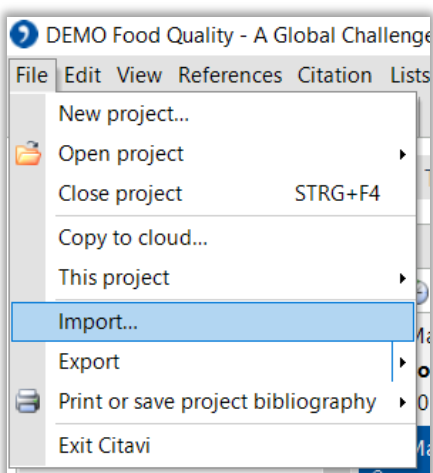 DEMO Food Quality - A Global Challenge
File Edit View References Citation Lists
New project...
Open project
Close project STRG+F4
Copy to cloud...
This project
Import...
Export
Print or save project bibliography
Exit Citavi